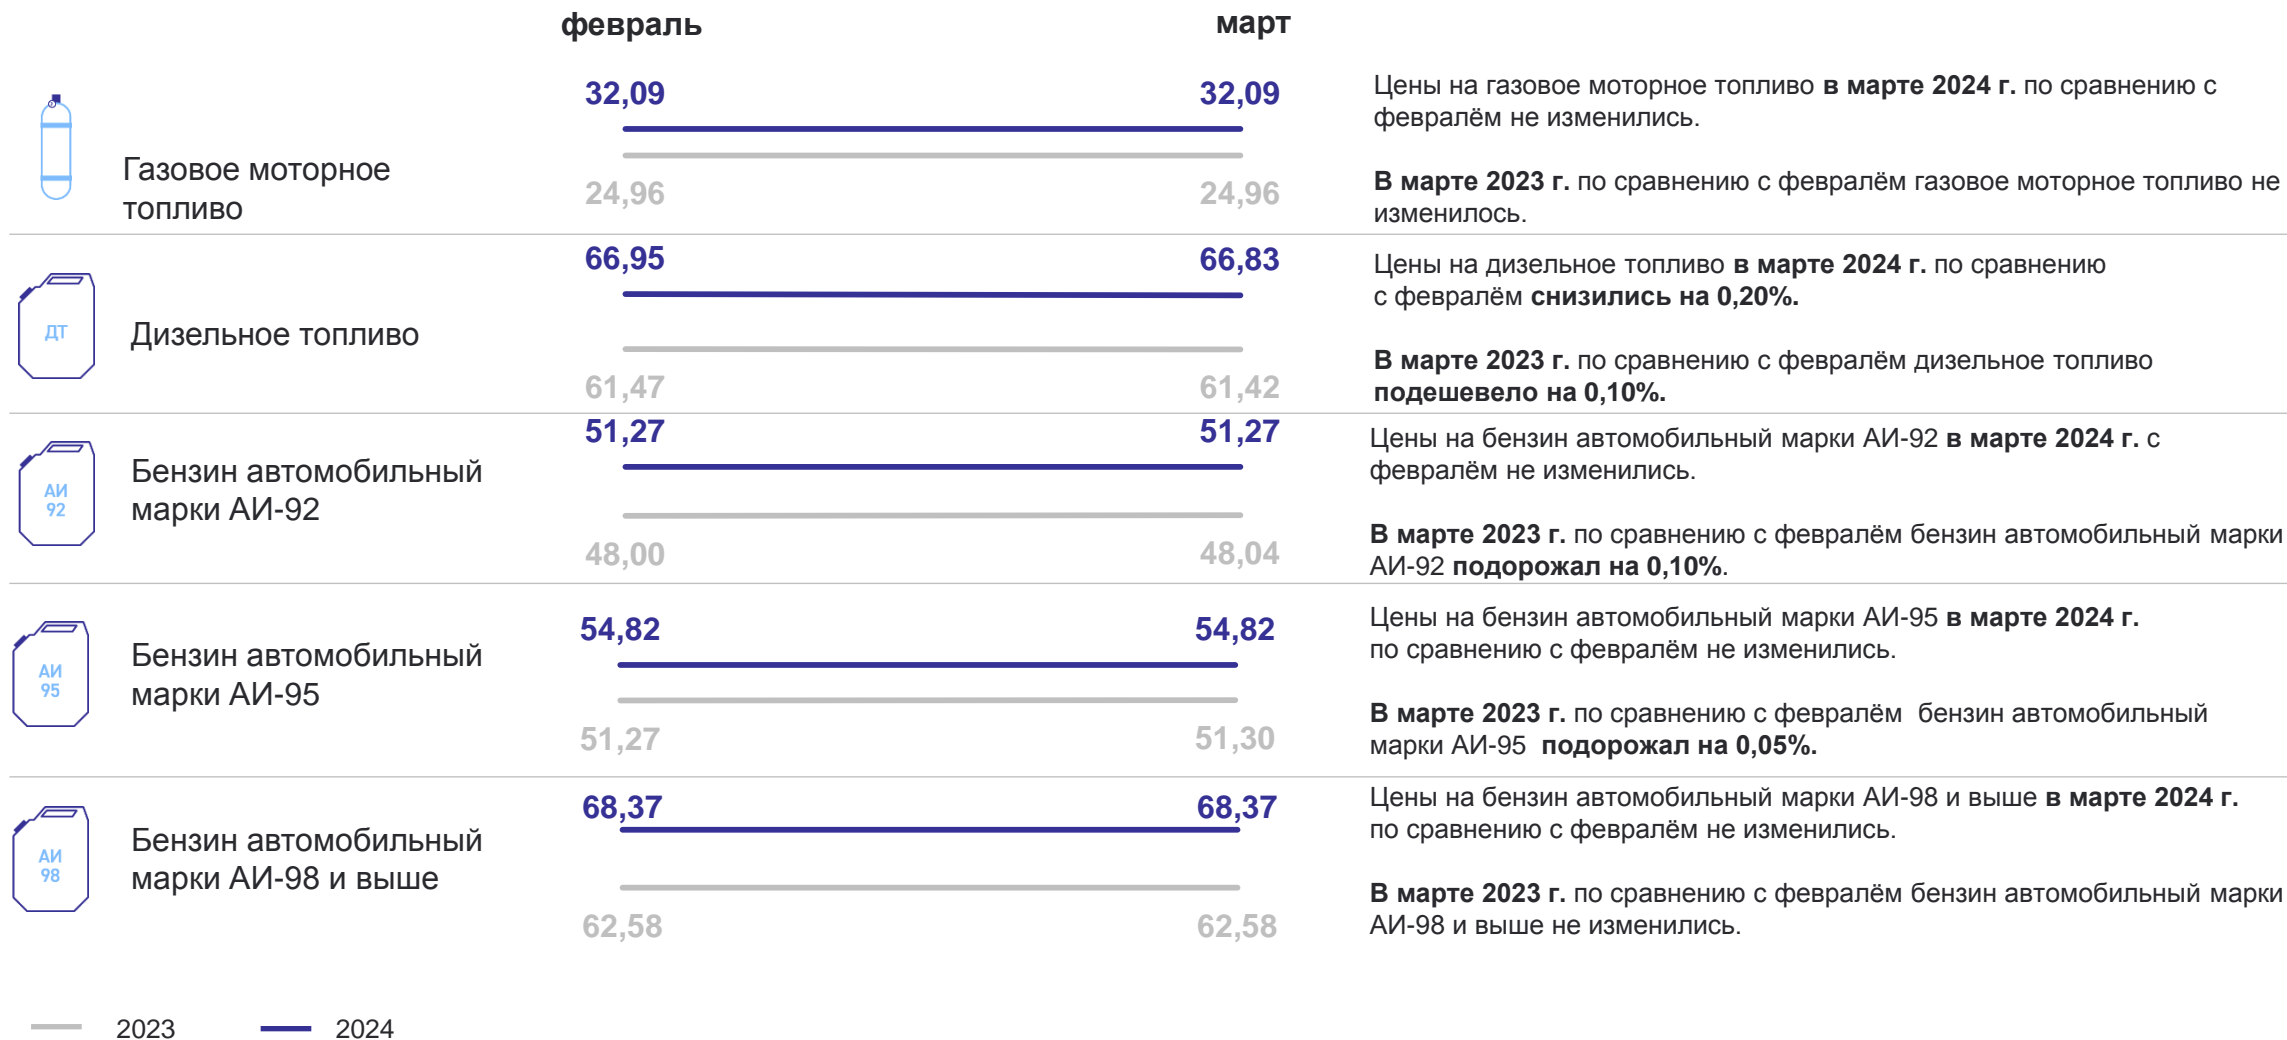 февраль март
32,09 32,09
Газовое моторное
топливо
24,96 24,96
Цены на газовое моторное топливо в марте 2024 г. по сравнению с
февралём не изменились.
В марте 2023 г. по сравнению с февралём газовое моторное топливо не
изменилось.
66,95 66,83
ДТ
Дизельное топливо
61,47 61,42
Цены на дизельное топливо в марте 2024 г. по сравнению
с февралём снизились на 0,20%.
В марте 2023 г. по сравнению с февралём дизельное топливо
подешевело на 0,10%.
51,27 51,27
АИ
92
Бензин автомобильный
марки АИ-92
48,00 48,04
Цены на бензин автомобильный марки АИ-92 в марте 2024 г. с
февралём не изменились.
В марте 2023 г. по сравнению с февралём бензин автомобильный марки
АИ-92 подорожал на 0,10%.
54,82 54,82
АИ
95
Бензин автомобильный
марки АИ-95
51,27 51,30
Цены на бензин автомобильный марки АИ-95 в марте 2024 г.
по сравнению с февралём не изменились.
В марте 2023 г. по сравнению с февралём бензин автомобильный
марки АИ-95 подорожал на 0,05%.
68,37 68,37
АИ
98
Бензин автомобильный
марки АИ-98 и выше
62,58 62,58
Цены на бензин автомобильный марки АИ-98 и выше в марте 2024 г.
по сравнению с февралём не изменились.
В марте 2023 г. по сравнению с февралём бензин автомобильный марки
АИ-98 и выше не изменились.
2023 2024